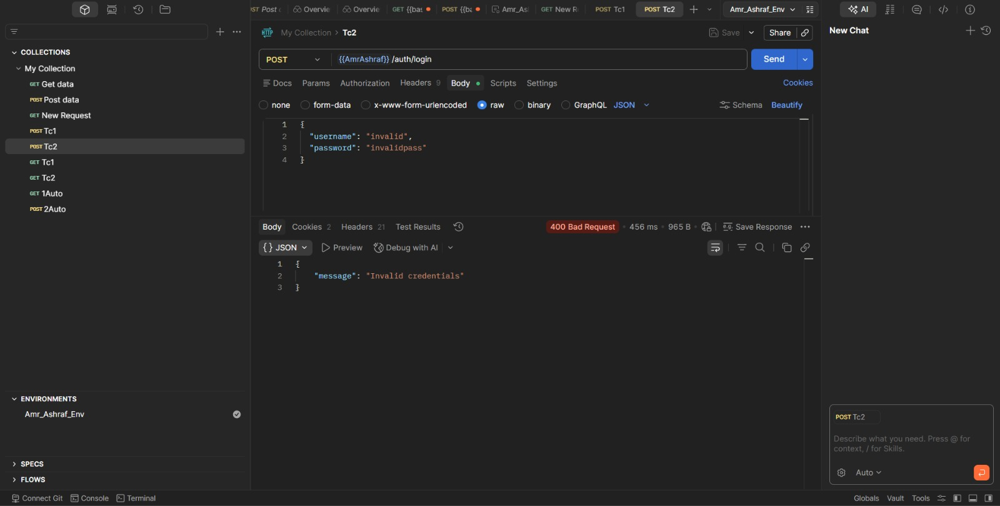 AI
POST Post
Overvie
Overvie
GET {{bas
POST {{ba
Amr_As
GET New R
POST Tc1
POST Tc2
Amr_Ashraf_Env
New Chat
COLLECTIONS
My Collection
GET Get data
POST Post data
GET New Request
POST Tc1
POST Tc2
GET Tc1
GET Tc2
GET 1Auto
POST 2Auto
ENVIRONMENTS
Amr_Ashraf_Env
SPECS
FLOWS
HTTP My Collection > Tc2
Save
Share
POST {{AmrAshraf}} /auth/login
Send
Docs Params Authorization Headers 9 Body Scripts Settings Cookies
none form-data x-www-form-urlencoded raw binary GraphQL JSON Schema Beautify
1 {
2 "username": "invalid",
3 "password": "invalidpass"
4 }
Body Cookies 2 Headers 21 Test Results 400 Bad Request • 456 ms • 965 B • e.g. Save Response
{} JSON Preview Debug with AI
1 {
2 "message": "Invalid credentials"
3 }
POST Tc2
Describe what you need. Press @ for
context, / for Skills.
Auto
Connect Git Console Terminal Globals Vault Tools